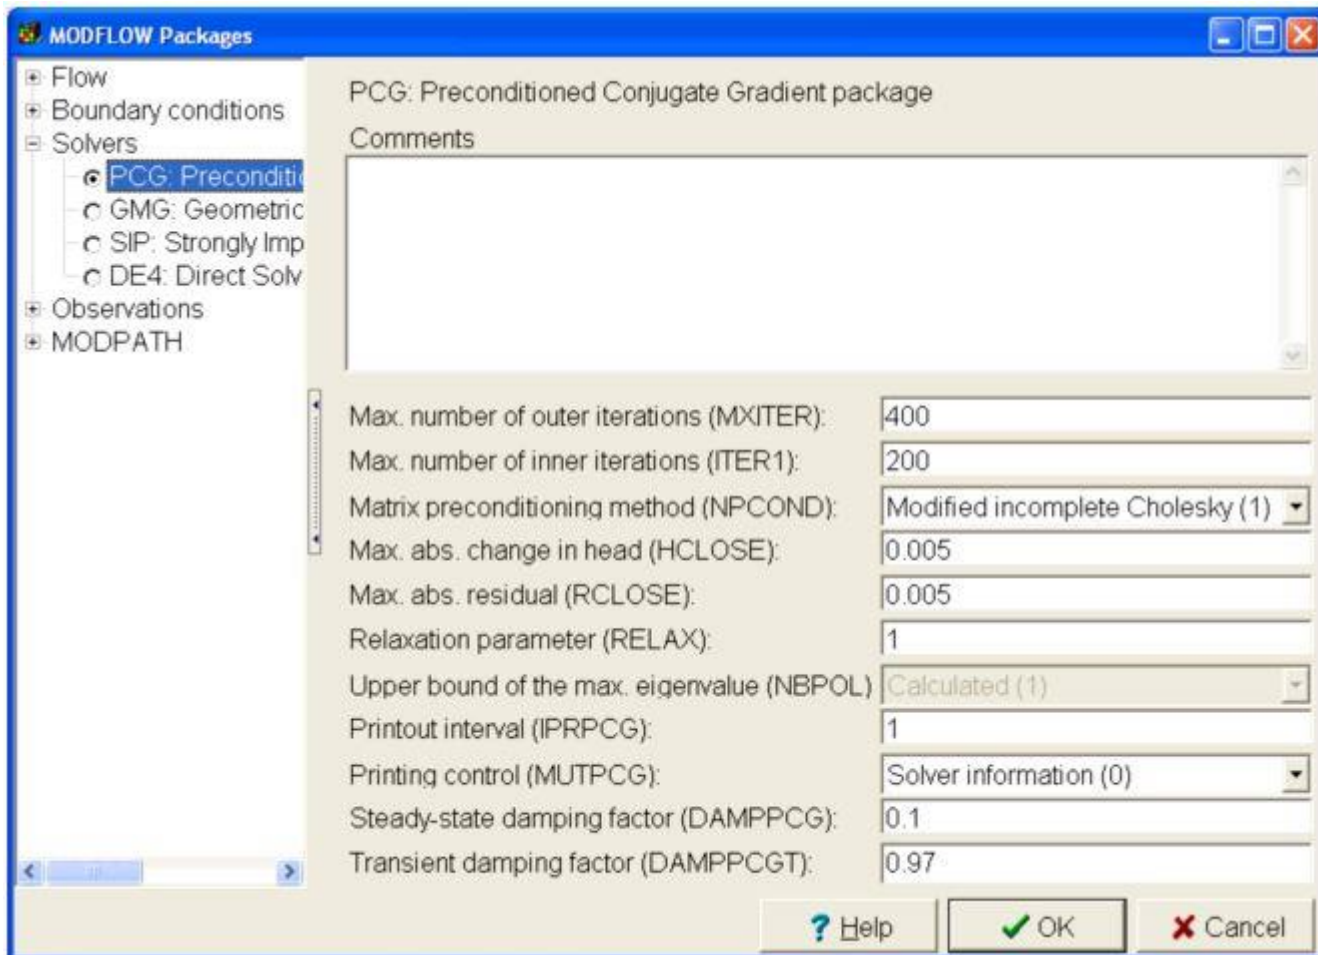 MODFLOW Packages
Flow
Boundary conditions
Solvers
PCG: Preconditio
GMG: Geometric
SIP: Strongly Imp
DE4: Direct Solv
Observations
MODPATH
PCG: Preconditioned Conjugate Gradient package
Comments
Max. number of outer iterations (MXITER): 400
Max. number of inner iterations (ITER1): 200
Matrix preconditioning method (NPCOND): Modified incomplete Cholesky (1)
Max. abs. change in head (HCLOSE): 0.005
Max. abs. residual (RCLOSE): 0.005
Relaxation parameter (RELAX): 1
Upper bound of the max. eigenvalue (NBPOL) Calculated (1)
Printout interval (IPRPCG): 1
Printing control (MUTPCG): Solver information (0)
Steady-state damping factor (DAMPPCG): 0.1
Transient damping factor (DAMPPCGT): 0.97
? Help OK Cancel